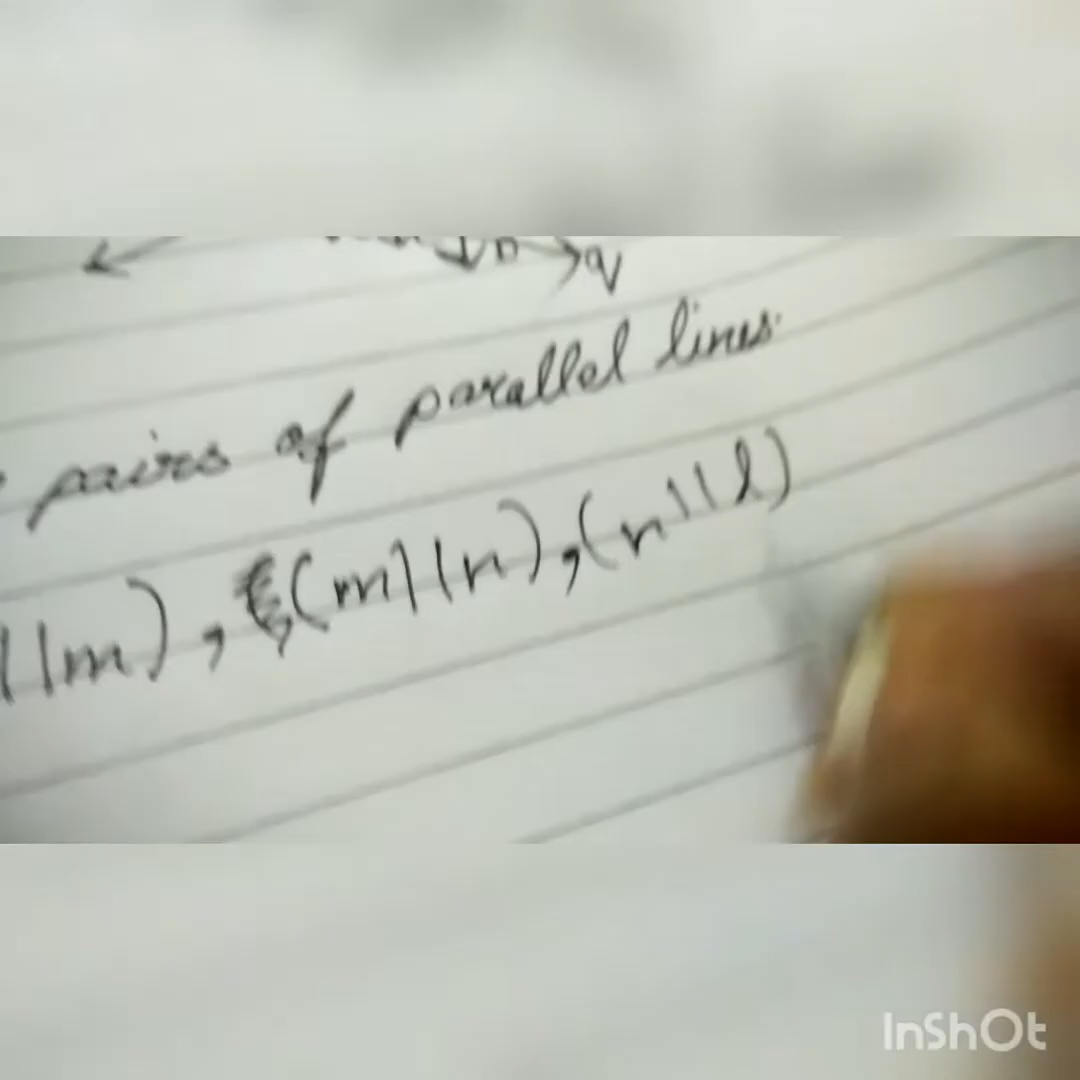 q
pairs of parallel lines.
||m), (m||n), (n||l)
InShOt